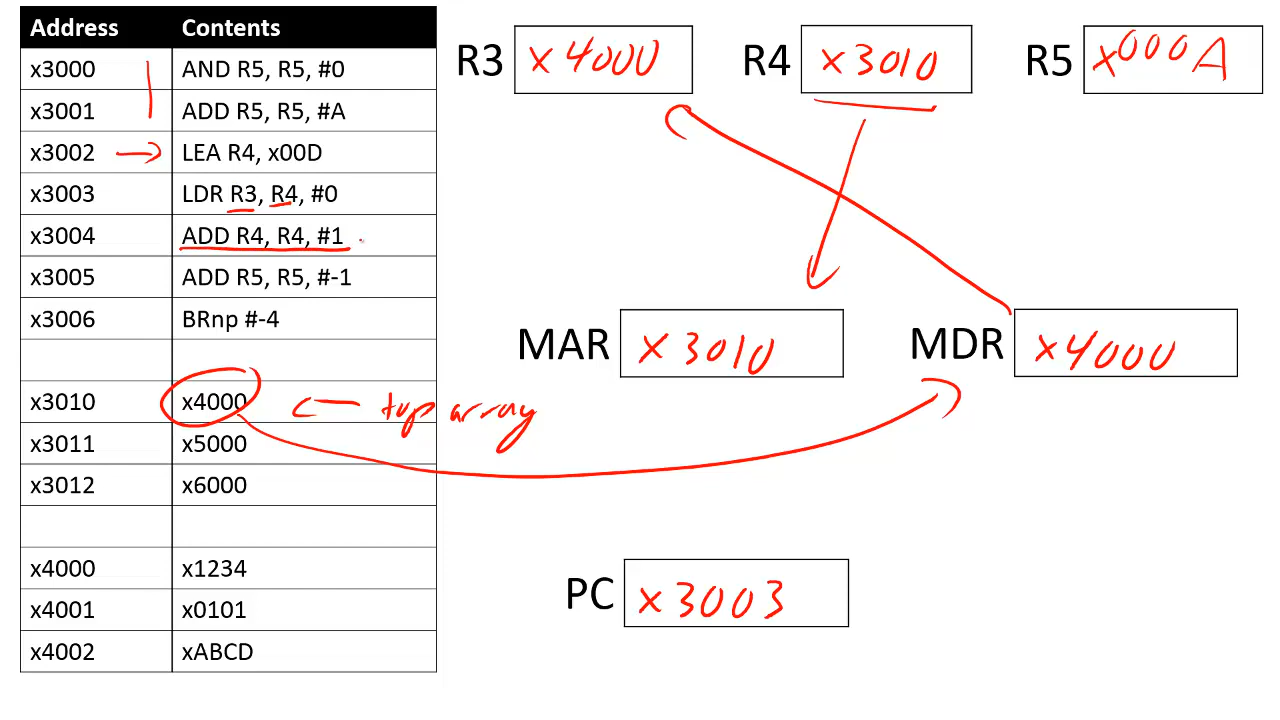 Address Contents
x3000 AND R5, R5, #0
x3001 ADD R5, R5, #A
x3002 LEA R4, x00D
x3003 LDR R3, R4, #0
x3004 ADD R4, R4, #1
x3005 ADD R5, R5, #-1
x3006 BRnp #-4
x3010 x4000
x3011 x5000
x3012 x6000
x4000 x1234
x4001 x0101
x4002 xABCD
top array
R3 x4000
R4 x3010
R5 x000A
MAR x3010
MDR x4000
PC x3003